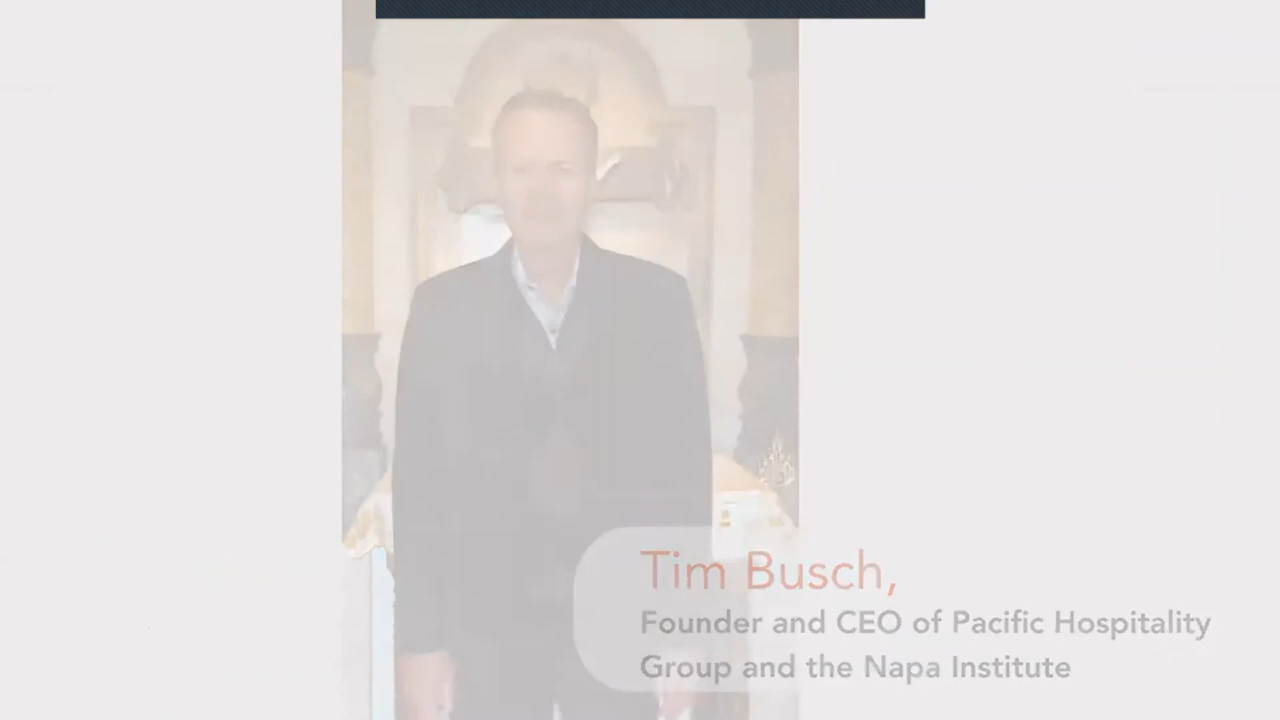 Tim Busch,
Founder and CEO of Pacific Hospitality
Group and the Napa Institute